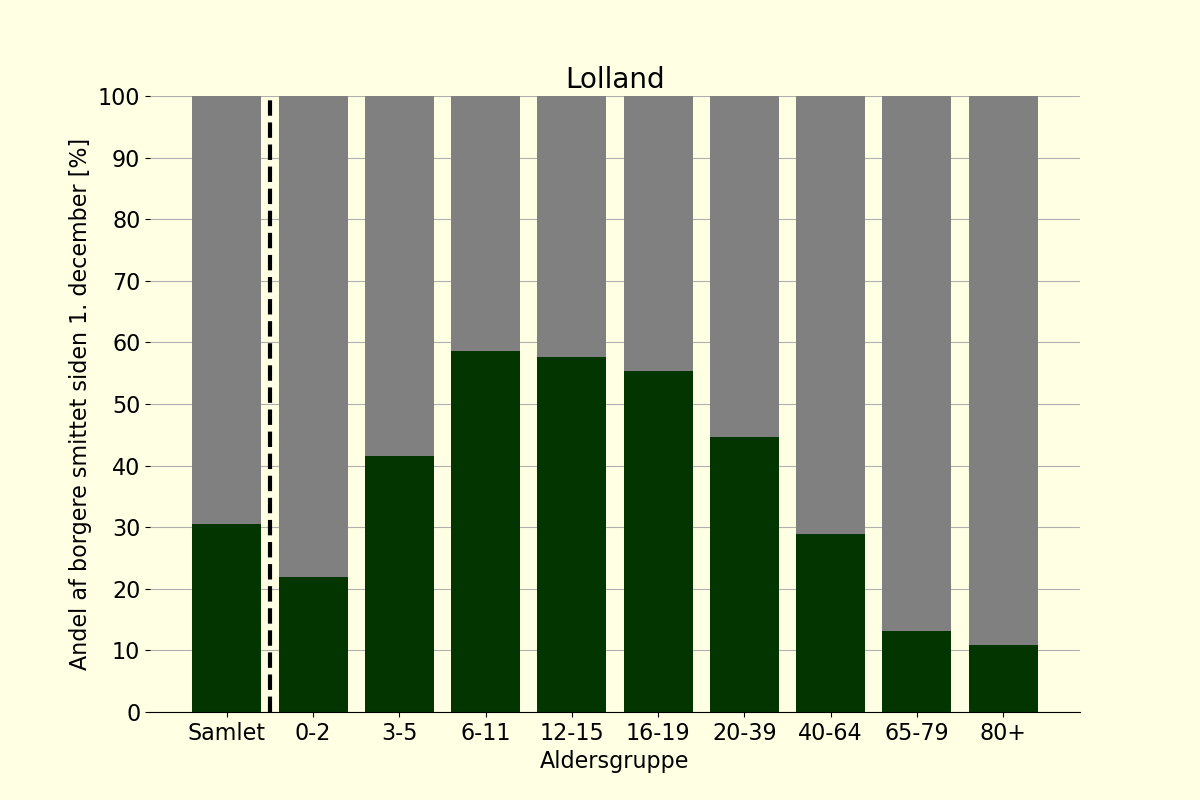 Lolland
Andel af borgere smittet siden 1. december [%]
100
90
80
70
60
50
40
30
20
10
0
Samlet 0-2 3-5 6-11 12-15 16-19 20-39 40-64 65-79 80+
Aldersgruppe